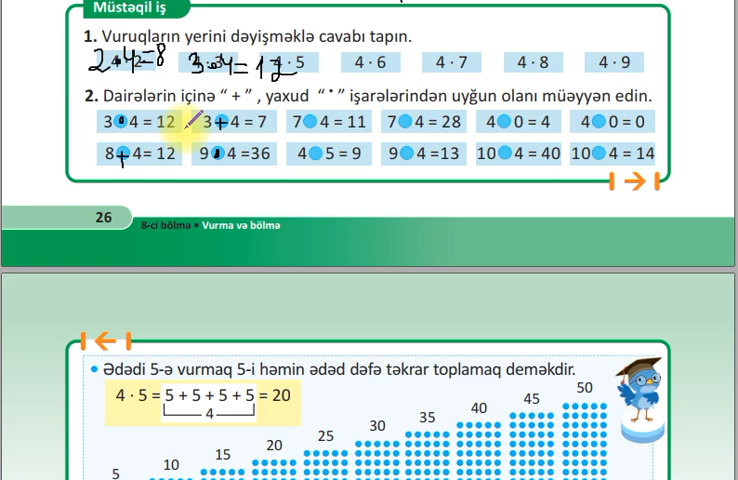 Müstəqil iş
1. Vuruqların yerini dəyişməklə cavabı tapın.
2·4=8 3·4=12 4 · 5 4 · 6 4 · 7 4 · 8 4 · 9
2. Dairələrin içinə “ + ” , yaxud “ · ” işarələrindən uyğun olanı müəyyən edin.
3 · 4 = 12 3 + 4 = 7 7 4 = 11 7 4 = 28 4 0 = 4 4 0 = 0
8 + 4= 12 9 · 4 =36 4 5 = 9 9 4 =13 10 4 = 40 10 4 = 14
26
8-ci bölmə • Vurma və bölmə
• Ədədi 5-ə vurmaq 5-i həmin ədəd dəfə təkrar toplamaq deməkdir.
4 · 5 = 5 + 5 + 5 + 5 = 20
4
5 10 15 20 25 30 35 40 45 50